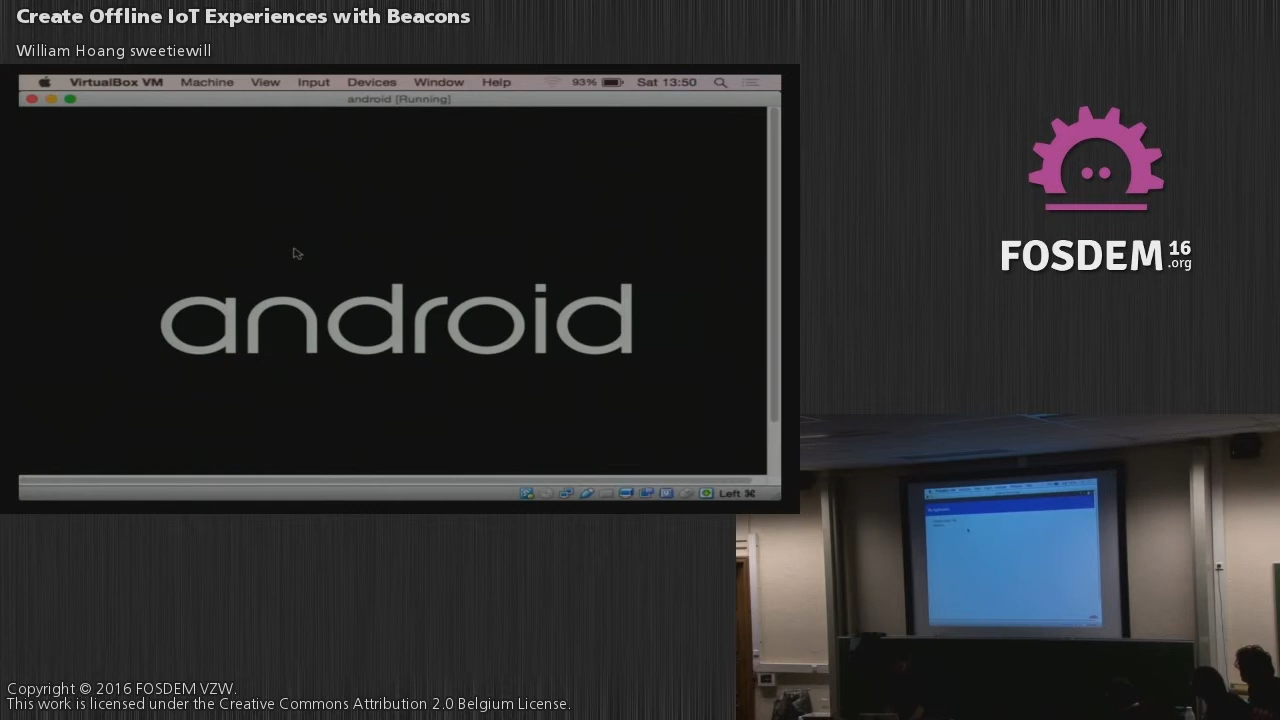 Create Offline IoT Experiences with Beacons
William Hoang sweetiewill
VirtualBox VM Machine View Input Devices Window Help 93% Sat 13:50
android [Running]
android
Left ⌘
FOSDEM 16 .org
Copyright © 2016 FOSDEM VZW.
This work is licensed under the Creative Commons Attribution 2.0 Belgium License.